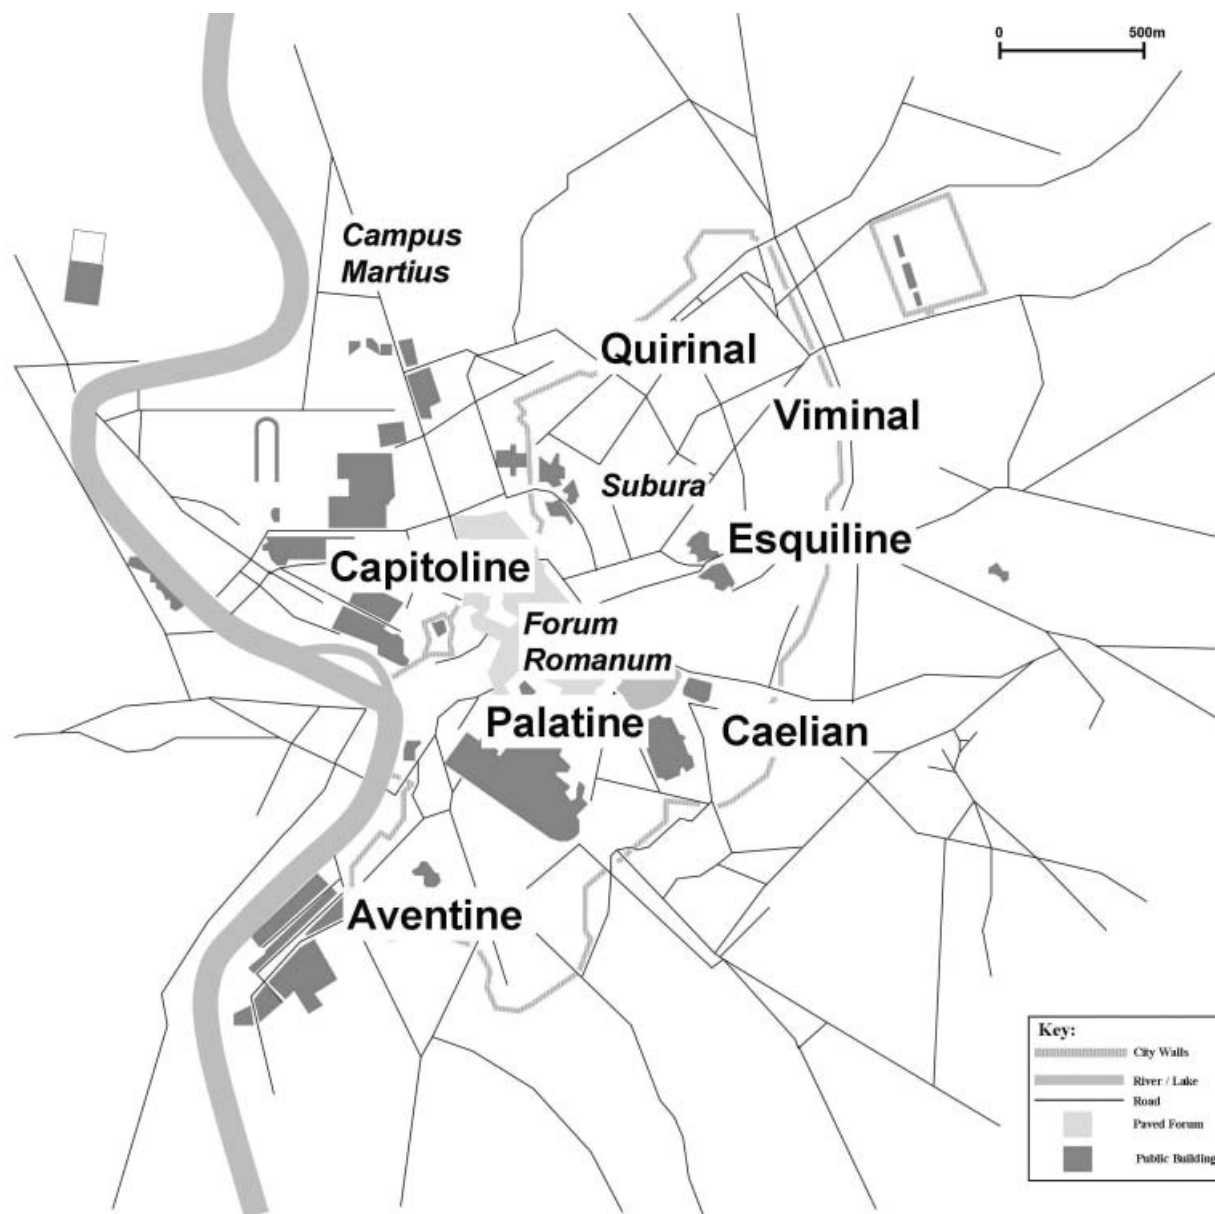 0 500m
Campus
Martius
Quirinal
Viminal
Subura
Esquiline
Capitoline
Forum
Romanum
Palatine
Caelian
Aventine
Key:
City Walls
River / Lake
Road
Paved Forum
Public Building